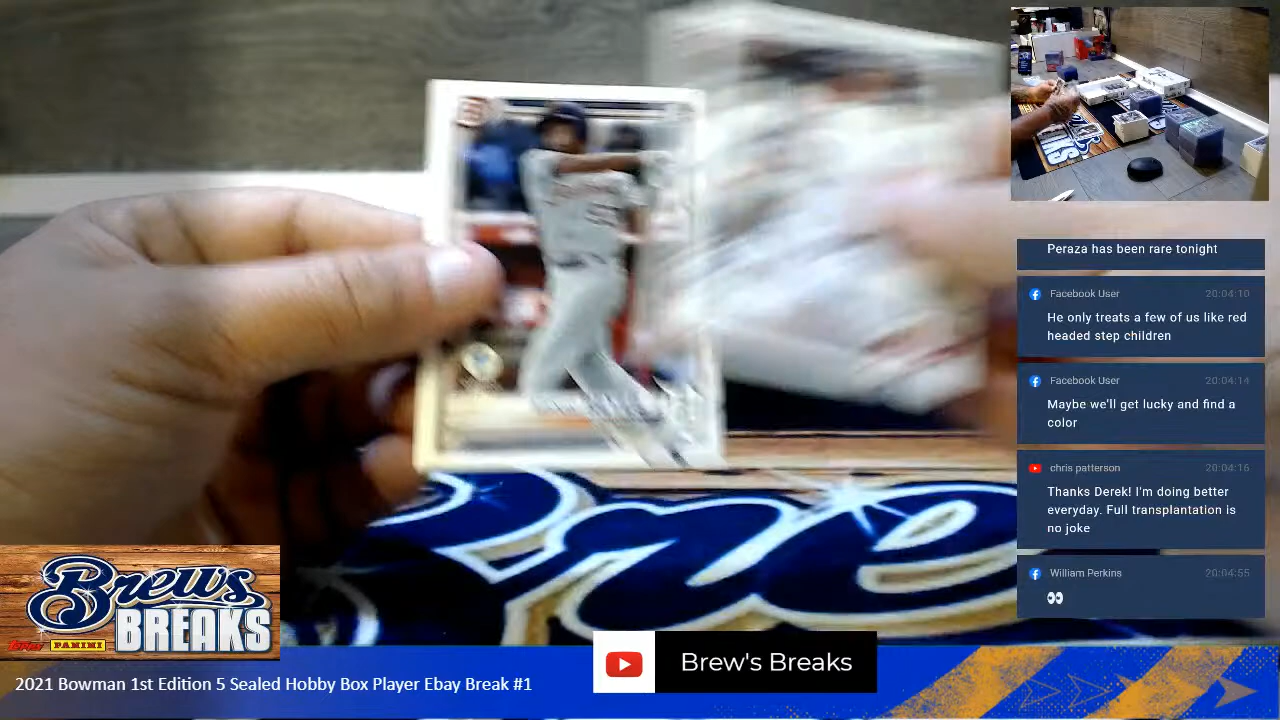 Peraza has been rare tonight
Facebook User 20:04:10
He only treats a few of us like red
headed step children
Facebook User 20:04:14
Maybe we'll get lucky and find a
color
chris patterson 20:04:16
Thanks Derek! I'm doing better
everyday. Full transplantation is
no joke
William Perkins 20:04:55
Brew
Brews
BREAKS
Topps PANINI
Brew's Breaks
2021 Bowman 1st Edition 5 Sealed Hobby Box Player Ebay Break #1